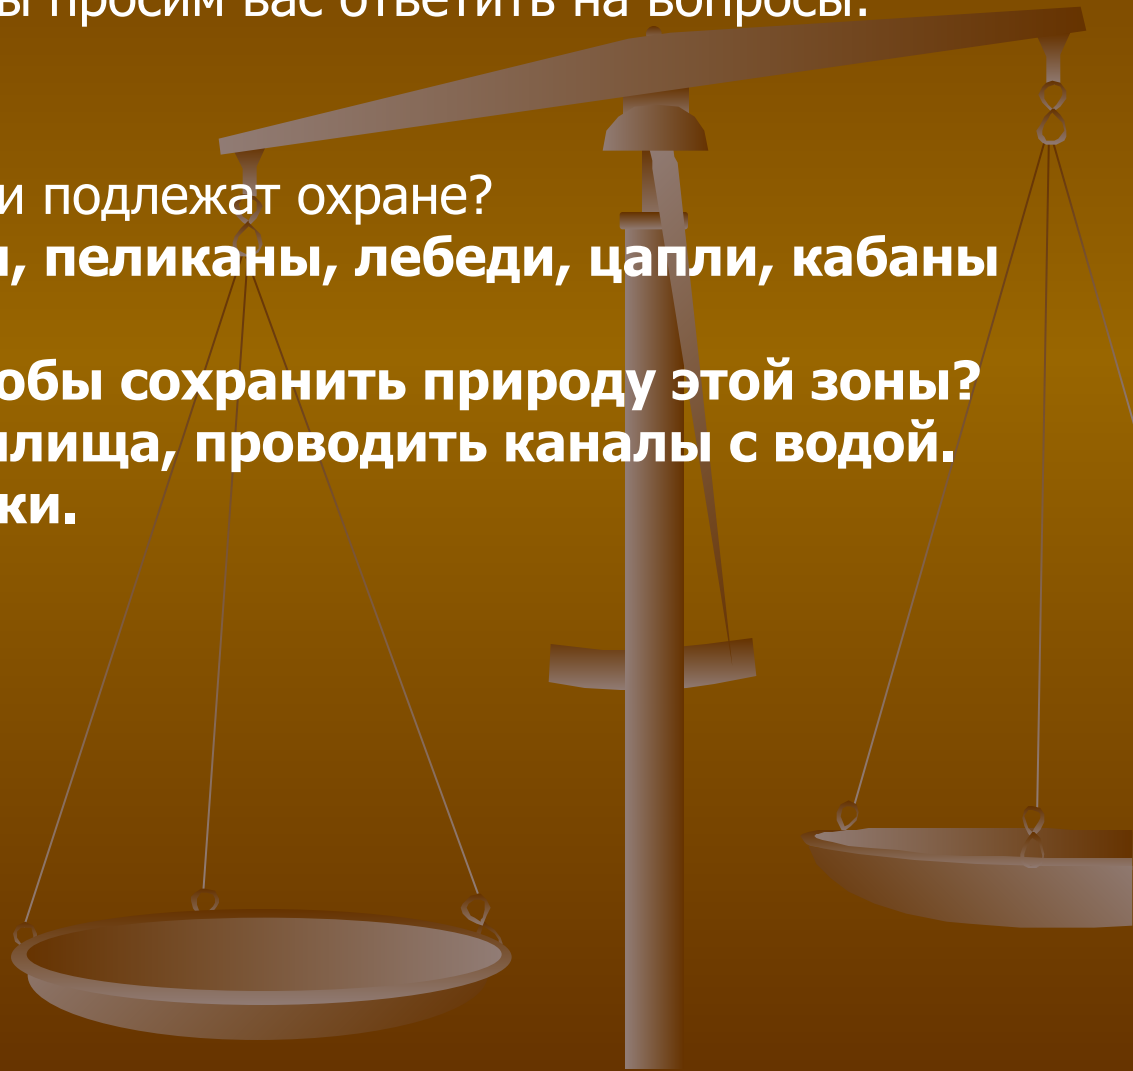 ы просим вас ответить на вопросы:
и подлежат охране?
, пеликаны, лебеди, цапли, кабаны
обы сохранить природу этой зоны?
лища, проводить каналы с водой.
ки.